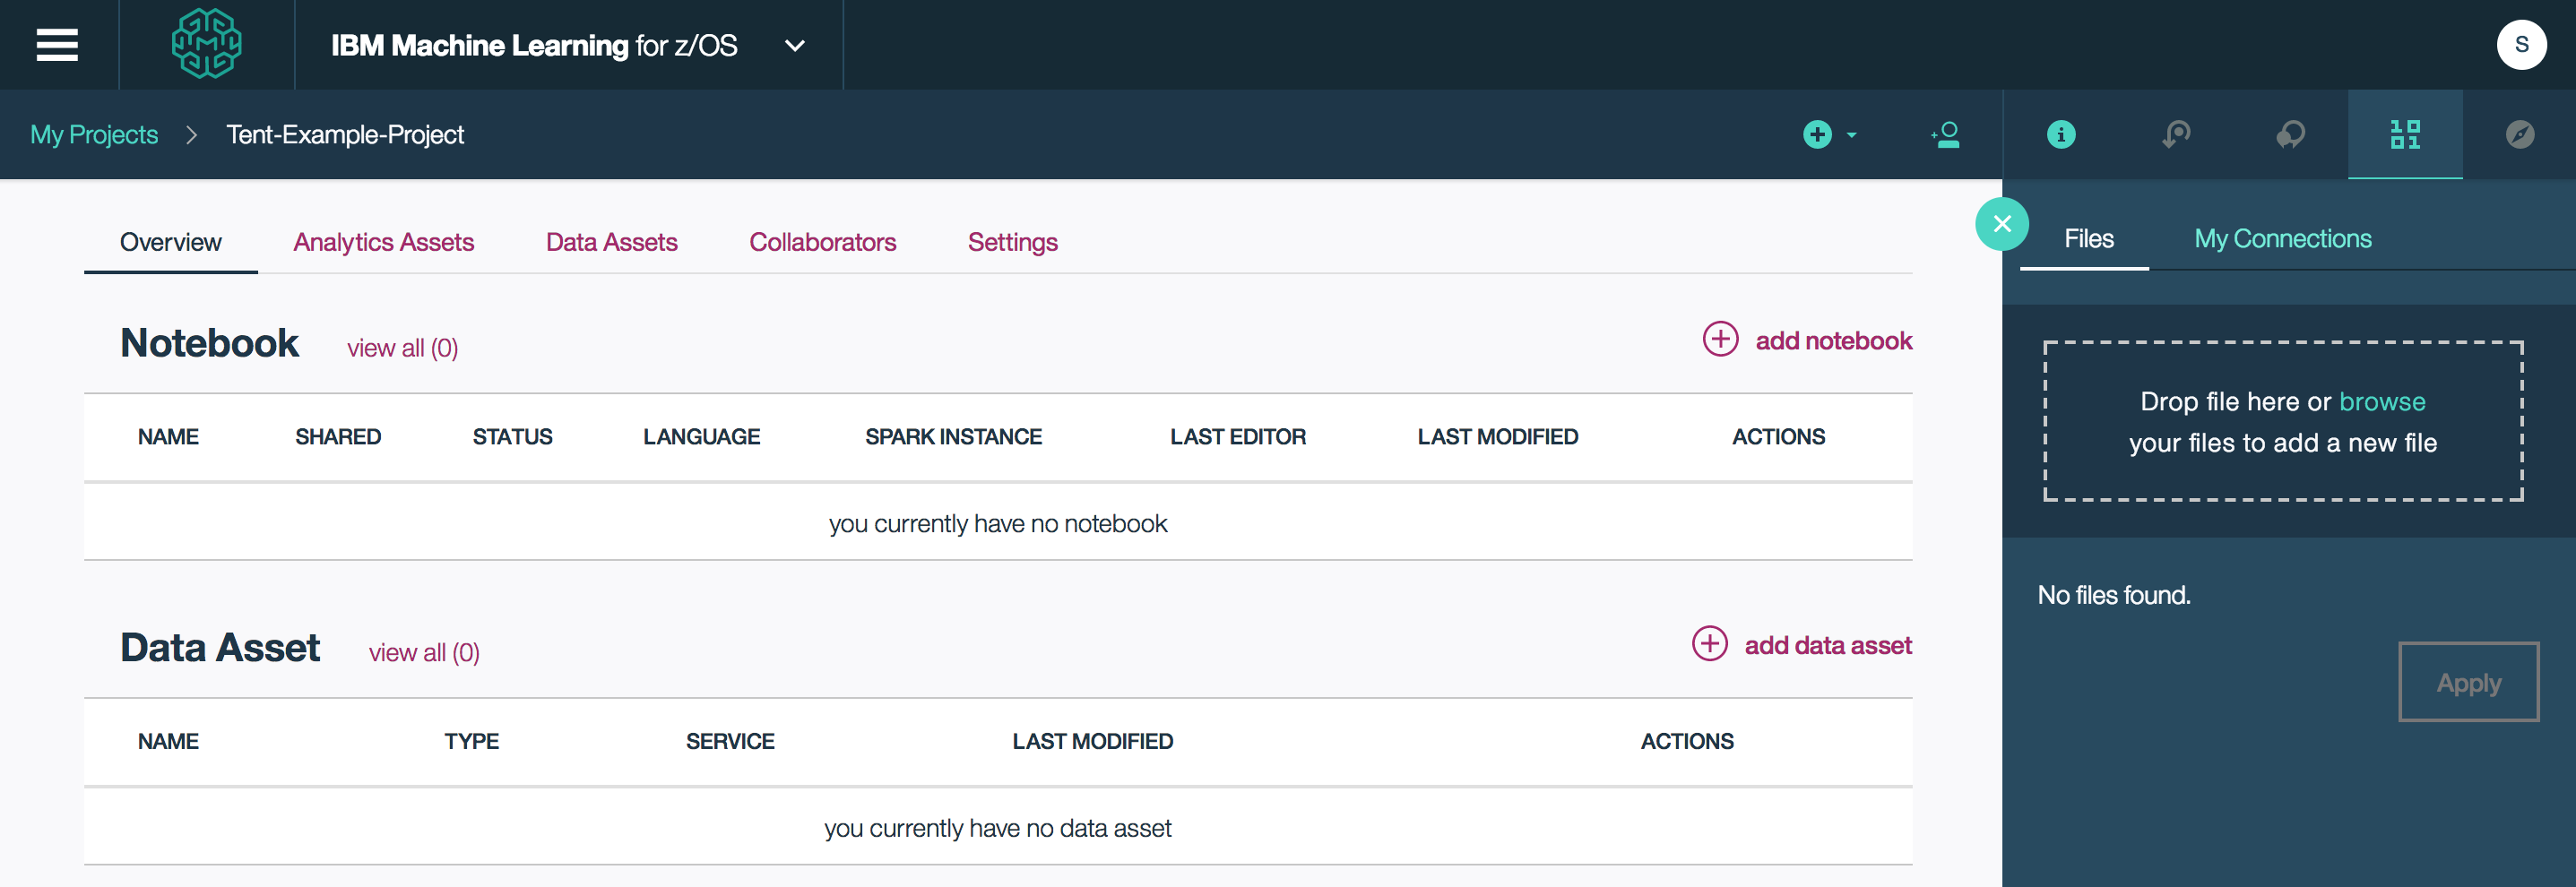 IBM Machine Learning for z/OS
S
My Projects > Tent-Example-Project
Overview Analytics Assets Data Assets Collaborators Settings
Files My Connections
Notebook view all (0) add notebook
NAME SHARED STATUS LANGUAGE SPARK INSTANCE LAST EDITOR LAST MODIFIED ACTIONS
you currently have no notebook
Data Asset view all (0) add data asset
NAME TYPE SERVICE LAST MODIFIED ACTIONS
you currently have no data asset
Drop file here or browse
your files to add a new file
No files found.
Apply